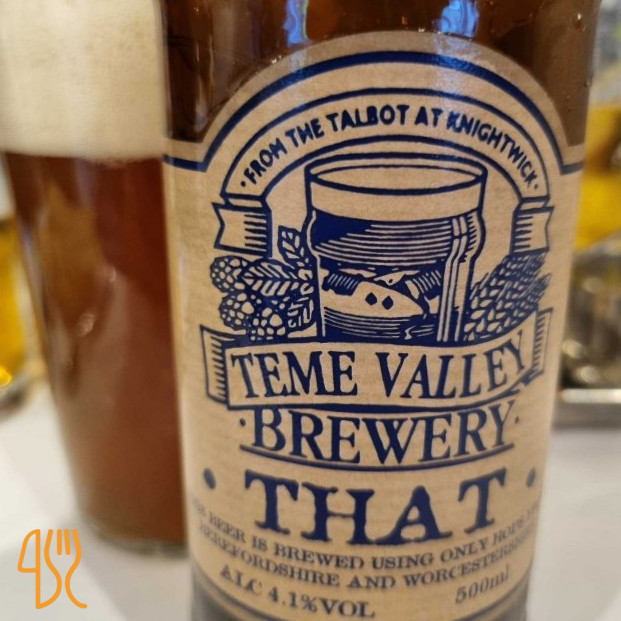 ·FROM THE TALBOT AT KNIGHTWICK·
TEME VALLEY
·BREWERY·
· THAT ·
BEER IS BREWED USING ONLY HOPS
HEREFORDSHIRE AND
ALC 4.1%VOL
500ml